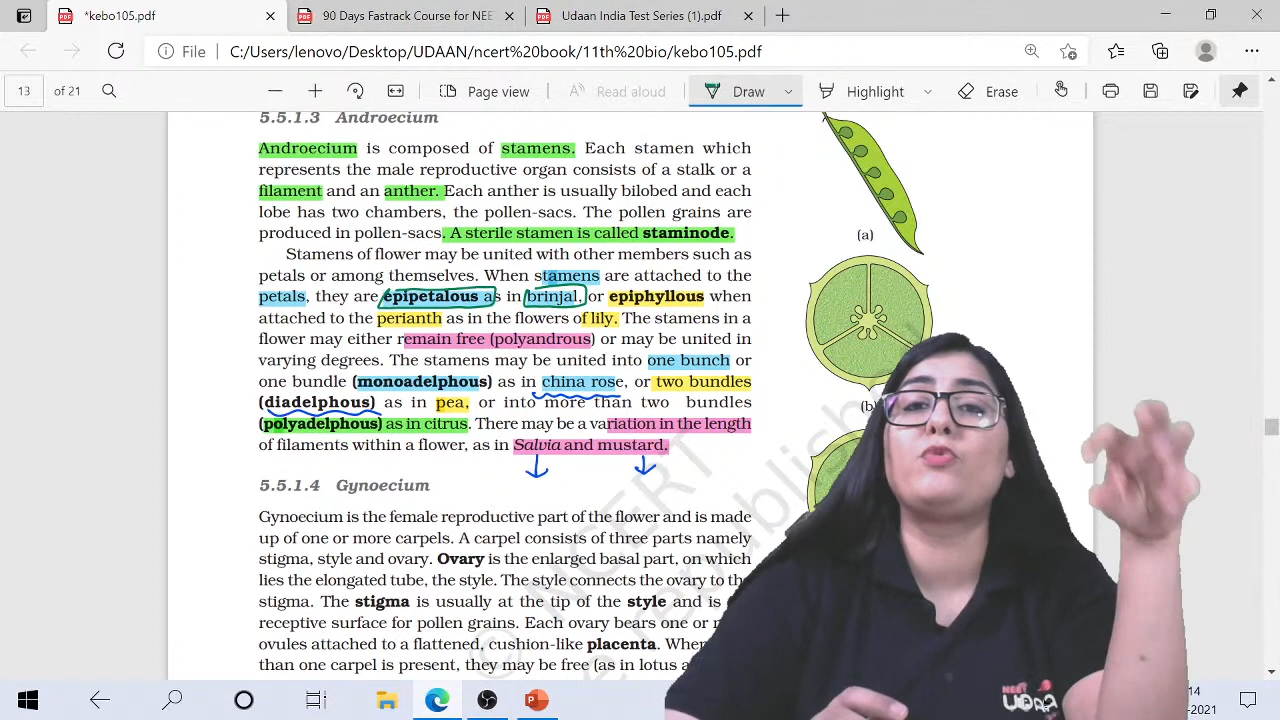 *kebo105.pdf
90 Days Fastrack Course for NEE
Udaan India Test Series (1).pdf
File
C:/Users/lenovo/Desktop/UDAAN/ncert%20book/11th%20bio/kebo105.pdf
13 of 21
Page view
Read aloud
Draw
Highlight
Erase
5.5.1.3 Androecium
Androecium is composed of stamens. Each stamen which
represents the male reproductive organ consists of a stalk or a
filament and an anther. Each anther is usually bilobed and each
lobe has two chambers, the pollen-sacs. The pollen grains are
produced in pollen-sacs. A sterile stamen is called staminode.
Stamens of flower may be united with other members such as
petals or among themselves. When stamens are attached to the
petals, they are epipetalous as in brinjal, or epiphyllous when
attached to the perianth as in the flowers of lily. The stamens in a
flower may either remain free (polyandrous) or may be united in
varying degrees. The stamens may be united into one bunch or
one bundle (monoadelphous) as in china rose, or two bundles
(diadelphous) as in pea, or into more than two bundles
(polyadelphous) as in citrus. There may be a variation in the length
of filaments within a flower, as in Salvia and mustard.
(a)
(b)
5.5.1.4 Gynoecium
Gynoecium is the female reproductive part of the flower and is made
up of one or more carpels. A carpel consists of three parts namely
stigma, style and ovary. Ovary is the enlarged basal part, on which
lies the elongated tube, the style. The style connects the ovary to the
stigma. The stigma is usually at the tip of the style and is
receptive surface for pollen grains. Each ovary bears one or
ovules attached to a flattened, cushion-like placenta. When
than one carpel is present, they may be free (as in lotus
© NCERT
be republish
NEET
UDAAN
14
-2021